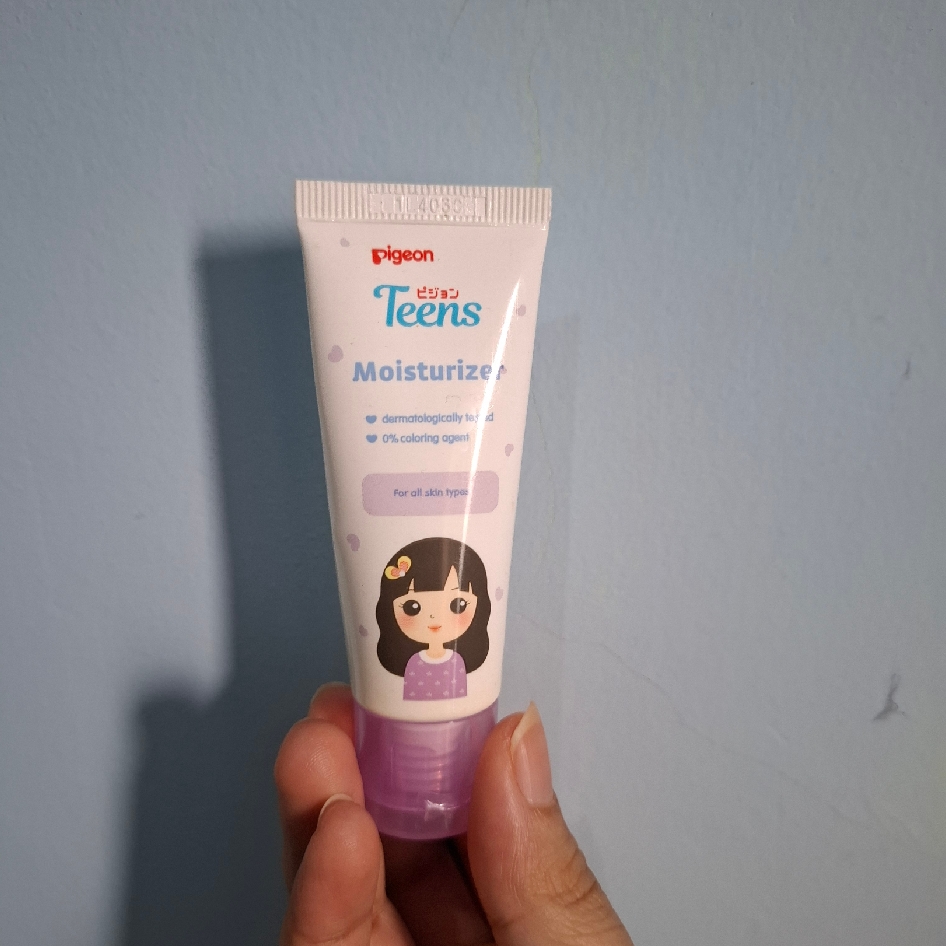 Pigeon
ピジョン
Teens
Moisturizer
dermatologically tested
0% coloring agent
For all skin types